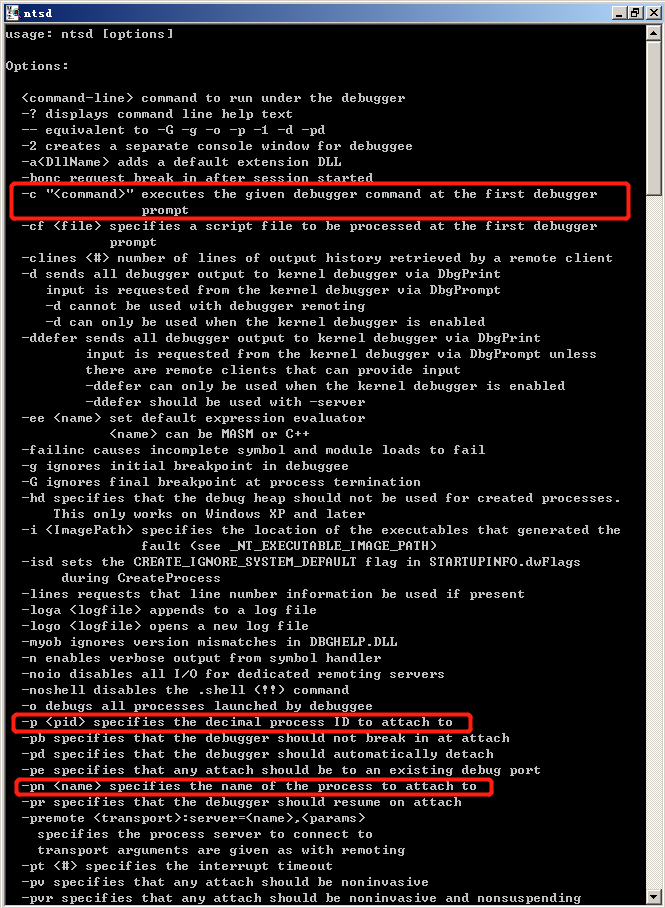 ntsd
usage: ntsd [options]
Options:
<command-line> command to run under the debugger
-? displays command line help text
-- equivalent to -G -g -o -p -1 -d -pd
-2 creates a separate console window for debuggee
-a<DllName> adds a default extension DLL
-bonc request break in after session started
-c "<command>" executes the given debugger command at the first debugger
prompt
-cf <file> specifies a script file to be processed at the first debugger
prompt
-clines <#> number of lines of output history retrieved by a remote client
-d sends all debugger output to kernel debugger via DbgPrint
input is requested from the kernel debugger via DbgPrompt
-d cannot be used with debugger remoting
-d can only be used when the kernel debugger is enabled
-ddefer sends all debugger output to kernel debugger via DbgPrint
input is requested from the kernel debugger via DbgPrompt unless
there are remote clients that can provide input
-ddefer can only be used when the kernel debugger is enabled
-ddefer should be used with -server
-ee <name> set default expression evaluator
<name> can be MASM or C++
-failinc causes incomplete symbol and module loads to fail
-g ignores initial breakpoint in debuggee
-G ignores final breakpoint at process termination
-hd specifies that the debug heap should not be used for created processes.
This only works on Windows XP and later
-i <ImagePath> specifies the location of the executables that generated the
fault (see _NT_EXECUTABLE_IMAGE_PATH)
-isd sets the CREATE_IGNORE_SYSTEM_DEFAULT flag in STARTUPINFO.dwFlags
during CreateProcess
-lines requests that line number information be used if present
-loga <logfile> appends to a log file
-logo <logfile> opens a new log file
-myob ignores version mismatches in DBGHELP.DLL
-n enables verbose output from symbol handler
-noio disables all I/O for dedicated remoting servers
-noshell disables the .shell (!!) command
-o debugs all processes launched by debuggee
-p <pid> specifies the decimal process ID to attach to
-pb specifies that the debugger should not break in at attach
-pd specifies that the debugger should automatically detach
-pe specifies that any attach should be to an existing debug port
-pn <name> specifies the name of the process to attach to
-pr specifies that the debugger should resume on attach
-premote <transport>:server=<name>,<params>
specifies the process server to connect to
transport arguments are given as with remoting
-pt <#> specifies the interrupt timeout
-pv specifies that any attach should be noninvasive
-pvr specifies that any attach should be noninvasive and nonsuspending